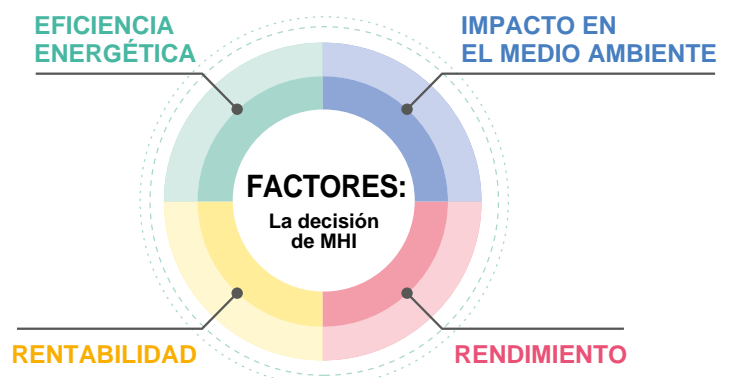 EFICIENCIA
ENERGÉTICA
IMPACTO EN
EL MEDIO AMBIENTE
FACTORES:
La decisión
de MHI
RENTABILIDAD
RENDIMIENTO